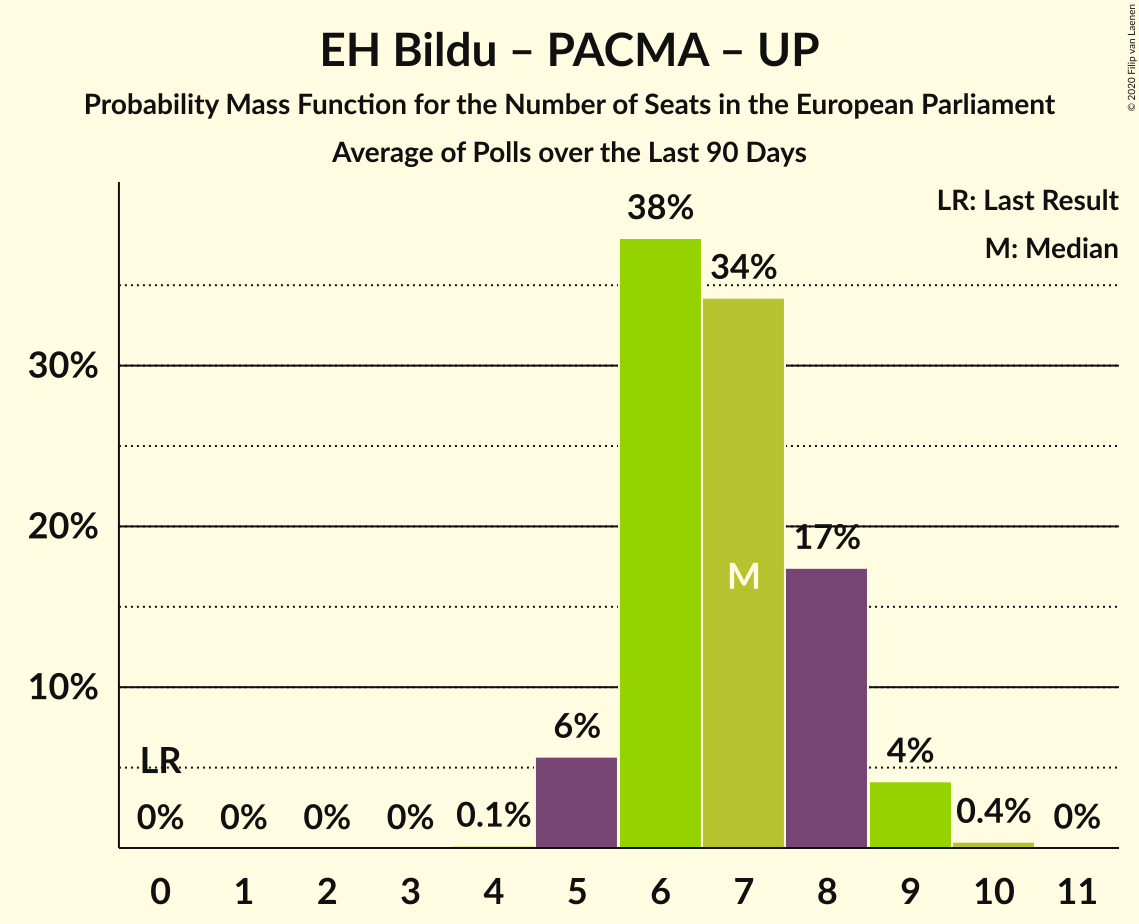 EH Bildu – PACMA – UP
Probability Mass Function for the Number of Seats in the European Parliament
Average of Polls over the Last 90 Days
© 2020 Filip van Laenen
LR: Last Result
M: Median
38%
34%
30%
20%
17%
M
10%
6%
LR
4%
0%
0%
0%
0%
0.1%
0.4%
0%
0 1 2 3 4 5 6 7 8 9 10 11